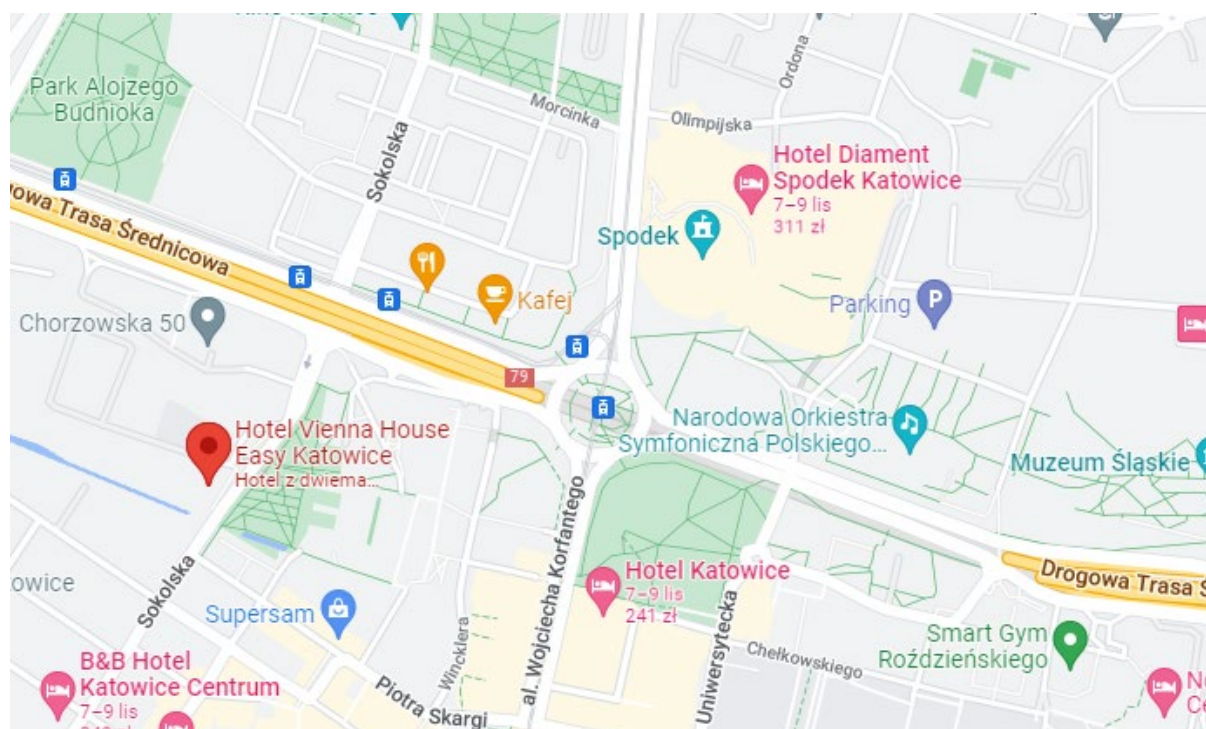 Park Alojzego
Budnioka
Sokolska
Morcinka
Olimpijska
Ordona
Hotel Diament
Spodek Katowice
7–9 lis
311 zł
Spodek
owa Trasa Średnicowa
Kafej
Parking
P
Chorzowska 50
79
Hotel Vienna House
Easy Katowice
Hotel z dwiema...
Narodowa Orkiestra
Symfoniczna Polskiego...
Muzeum Śląskie
al. Wojciecha Korfantego
owice
Sokolska
Supersam
Hotel Katowice
7–9 lis
241 zł
Drogowa Trasa S
Uniwersytecka
Smart Gym
Roździeńskiego
Chełkowskiego
Wincklera
B&B Hotel
Katowice Centrum
7–9 lis
Piotra Skargi